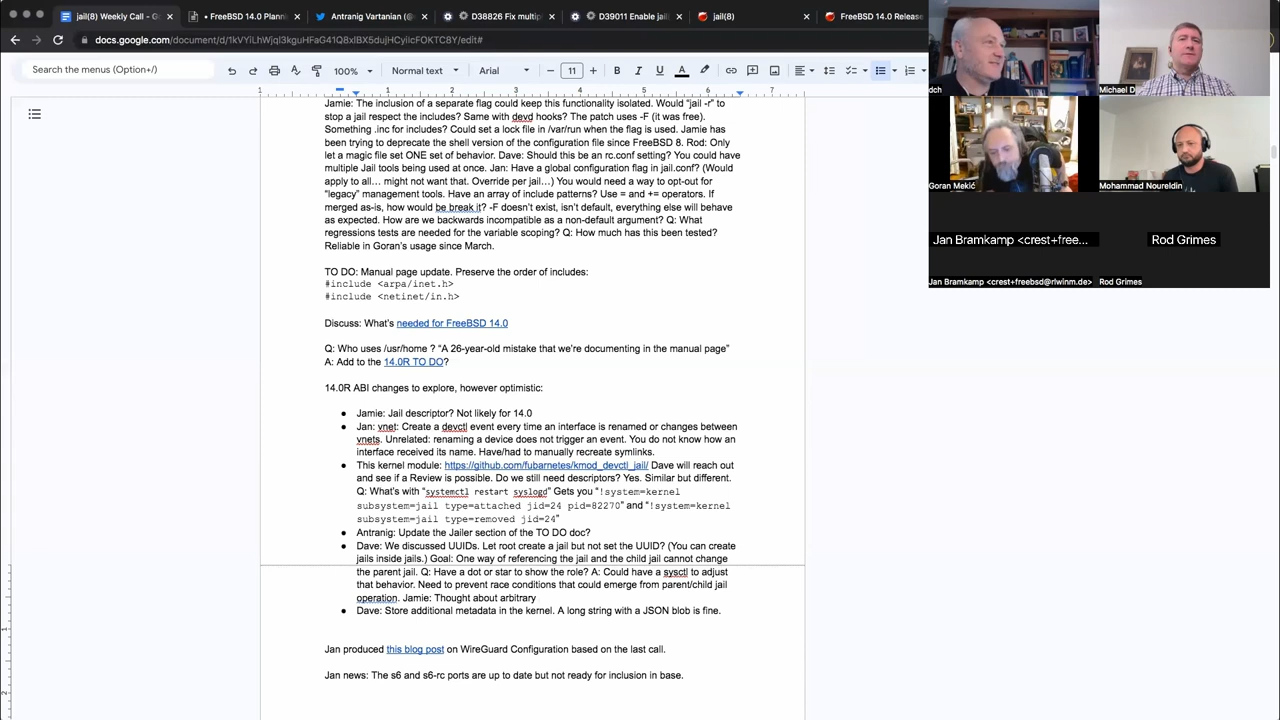 jail() Weekly Call - Google D
FreeBSD 14.0 Plann
Antranig Vartanian (
D38826 Fix multip
D39011 Enable jail
jail(8)
FreeBSD 14.0 Release
docs.google.com/document/d/
Search the menus (Option+/)
100%
Normal text
Arial
11
B I U A
1 1 2 3 4 5 6 7
Jamie: The inclusion of a separate flag could keep this functionality isolated. Would “jail -r” to
stop a jail respect the includes? Same with devd hooks? The patch uses -F (it was free).
Something .inc for includes? Could set a lock file in /var/run when the flag is used. Jamie has
been trying to deprecate the shell version of the configuration file since FreeBSD 8. Rod: Only
let a magic file set ONE set of behavior. Dave: Should this be an rc.conf setting? You could have
multiple Jail tools being used at once. Jan: Have a global configuration flag in jail.conf? (Would
apply to all… might not want that. Override per jail…) You would need a way to opt-out for
"legacy" management tools. Have an array of include patterns? Use = and += operators. If
merged as-is, how would be break it? -F doesn’t exist, isn’t default, everything else will behave
as expected. How are we backwards incompatible as a non-default argument? Q: What
regressions tests are needed for the variable scoping? Q: How much has this been tested?
Reliable in Goran’s usage since March.
TO DO: Manual page update. Preserve the order of includes:
#include <arpa/inet.h>
#include <netinet/in.h>
Discuss: What’s needed for FreeBSD 14.0
Q: Who uses /usr/home ? “A 26-year-old mistake that we’re documenting in the manual page”
A: Add to the 14.0R TO DO?
14.0R ABI changes to explore, however optimistic:
● Jamie: Jail descriptor? Not likely for 14.0
● Jan: vnet: Create a devctl event every time an interface is renamed or changes between
vnets. Unrelated: renaming a device does not trigger an event. You do not know how an
interface received its name. Have/had to manually recreate symlinks.
● This kernel module: https://github.com/fubarnetes/kmod_devctl_jail/ Dave will reach out
and see if a Review is possible. Do we still need descriptors? Yes. Similar but different.
Q: What’s with “systemctl restart syslogd” Gets you “!system=kernel
subsystem=jail type=attached jid=24 pid=82270” and “!system=kernel
subsystem=jail type=removed jid=24”
● Antranig: Update the Jailer section of the TO DO doc?
● Dave: We discussed UUIDs. Let root create a jail but not set the UUID? (You can create
jails inside jails.) Goal: One way of referencing the jail and the child jail cannot change
the parent jail. Q: Have a dot or star to show the role? A: Could have a sysctl to adjust
that behavior. Need to prevent race conditions that could emerge from parent/child jail
operation. Jamie: Thought about arbitrary
● Dave: Store additional metadata in the kernel. A long string with a JSON blob is fine.
Jan produced this blog post on WireGuard Configuration based on the last call.
Jan news: The s6 and s6-rc ports are up to date but not ready for inclusion in base.
dch
Michael D
Goran Mekić
Mohammad Noureldin
Jan Bramkamp <crest+free...
Rod Grimes
Jan Bramkamp <crest+freebsd@rlwinm.de>
Rod Grimes